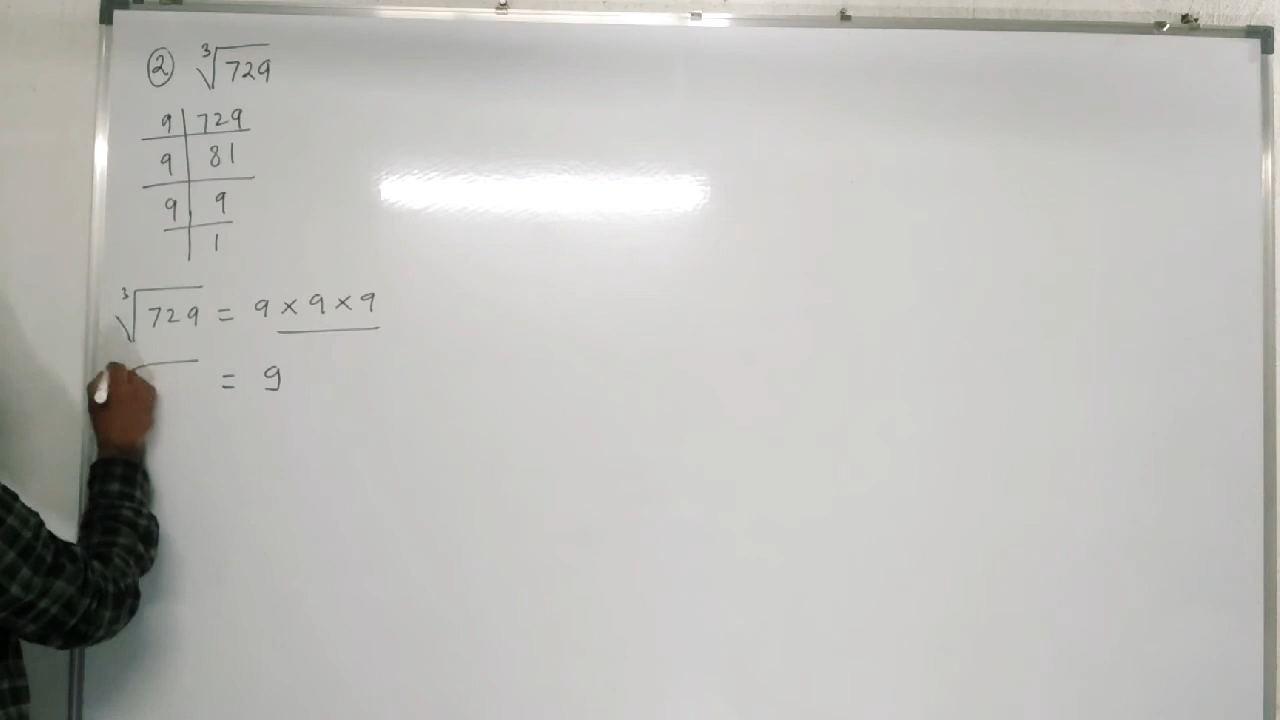 ② ∛729
9 | 729
9 | 81
9 | 9
1
∛729 = 9 × 9 × 9
√ = 9